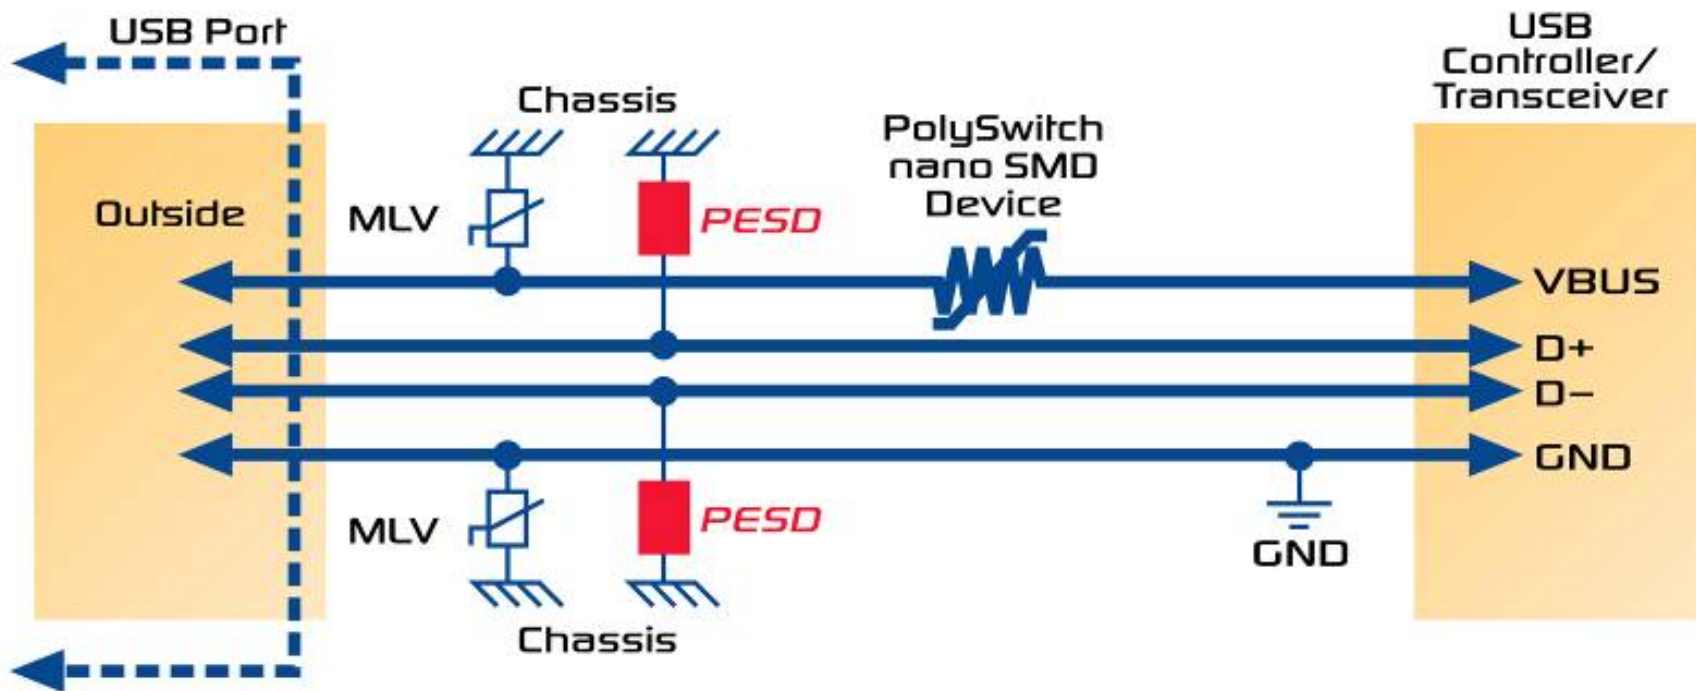 USB Port
USB
Controller/
Transceiver
Chassis
PolySwitch
nano SMD
Device
Outside
MLV
PESD
VBUS
D+
D−
GND
MLV
PESD
GND
Chassis